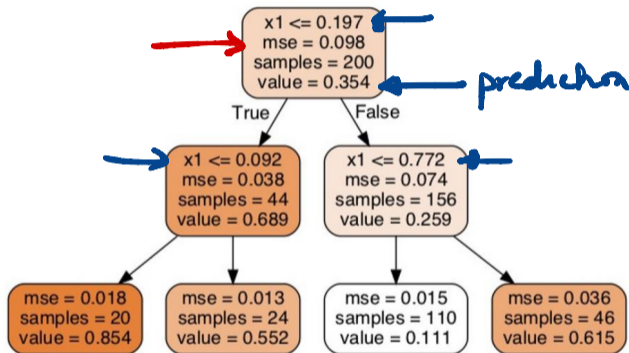 x1 <= 0.197
mse = 0.098
samples = 200
value = 0.354
prediction
True
False
x1 <= 0.092
mse = 0.038
samples = 44
value = 0.689
x1 <= 0.772
mse = 0.074
samples = 156
value = 0.259
mse = 0.018
samples = 20
value = 0.854
mse = 0.013
samples = 24
value = 0.552
mse = 0.015
samples = 110
value = 0.111
mse = 0.036
samples = 46
value = 0.615